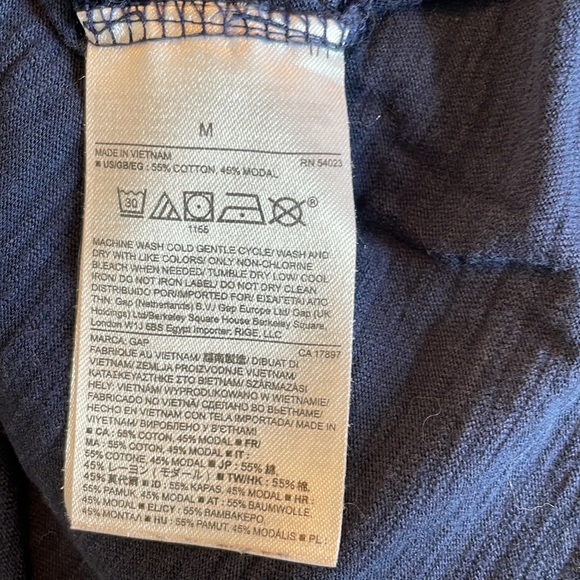 M
MADE IN VIETNAM RN 54023
■ US/GB/EG : 55% COTTON, 45% MODAL
30 ®
1155
MACHINE WASH COLD GENTLE CYCLE/ WASH AND
DRY WITH LIKE COLORS/ ONLY NON-CHLORINE
BLEACH WHEN NEEDED/ TUMBLE DRY LOW/ COOL
IRON/ DO NOT IRON LABEL/ DO NOT DRY CLEAN
DISTRIBUIDO POR/IMPORTED FOR/ ΕΙΣΑΓΕΤΑΙ ΑΠΟ
THN: Gap (Netherlands) B.V./ Gap Europe Ltd/ Gap (UK
Holdings) Ltd/Berkeley Square House Berkeley Square,
London W1J 6BS Egypt Importer: RIGE, LLC.
MARCA: GAP CA 17897
FABRIQUE AU VIETNAM/ 越南製造/ DIBUAT DI
VIETNAM/ ZEMLJA PROIZVODNJE VIETNAM/
ΚΑΤΑΣΚΕΥΑΣΤΗΚΕ ΣΤΟ ΒΙΕΤΝΑΜ/ SZÁRMAZÁSI
HELY: VIETNÁM/ WYPRODUKOWANO W WIETNAMIE/
FABRICADO NO VIETNÃ/ СДЕЛАНО ВО ВЬЕТНАМЕ/
HECHO EN VIETNAM CON TELA IMPORTADA/ MADE IN
VIYETNAM/ ВИРОБЛЕНО У В'ЄТНАМІ
■ CA : 55% COTTON, 45% MODAL ■ FR/
MA : 55% COTON, 45% MODAL ■ IT :
55% COTONE, 45% MODAL ■ JP : 55% 綿,
45% レーヨン ( モダール ) ■ TW/HK : 55% 棉,
45% 莫代爾 ■ ID : 55% KAPAS, 45% MODAL ■ HR :
55% PAMUK, 45% MODAL ■ AT : 55% BAUMWOLLE,
45% MODAL ■ EL/CY : 55% ΒΑΜΒΑΚΕΡΟ
45% ΜΟΝΤΑΛ ■ HU : 55% PAMUT, 45% MODÁLIS ■ PL :